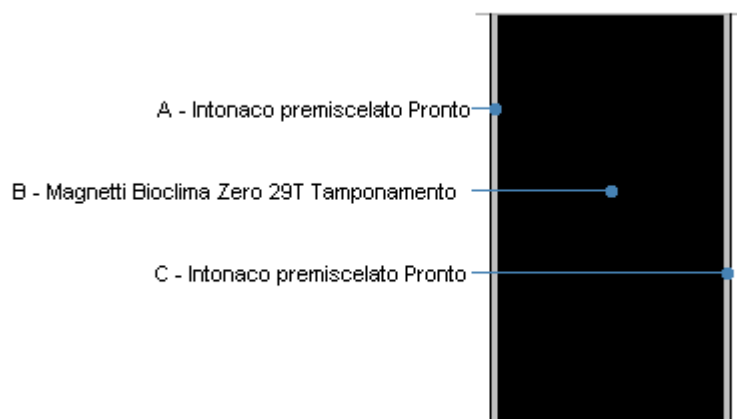 A - Intonaco premiscelato Pronto
B - Magnetti Bioclima Zero 29T Tamponamento
C - Intonaco premiscelato Pronto